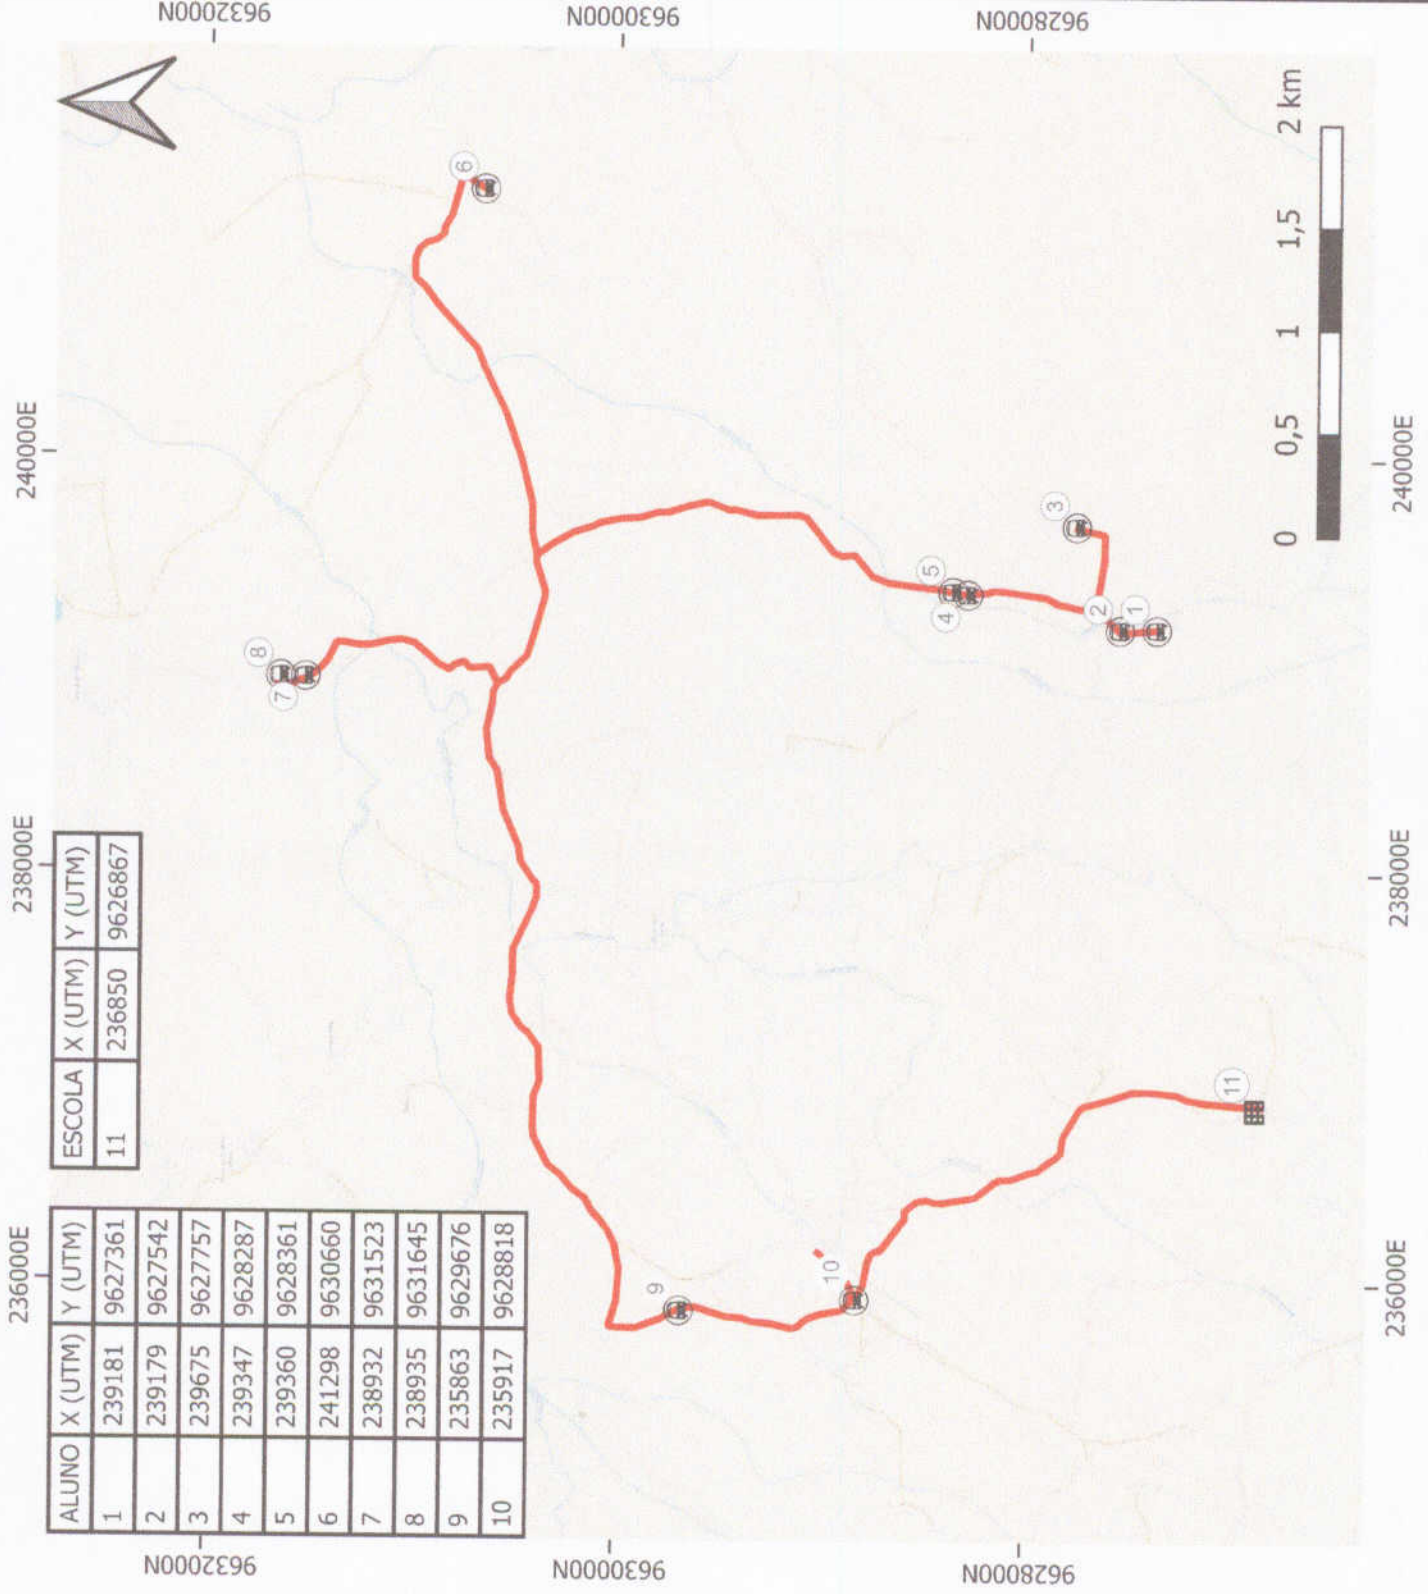 236000E
238000E
240000E
ALUNO X (UTM) Y (UTM)
1 239181 9627361
2 239179 9627542
3 239675 9627757
4 239347 9628287
5 239360 9628361
6 241298 9630660
7 238932 9631523
8 238935 9631645
9 235863 9629676
10 235917 9628818
ESCOLA X (UTM) Y (UTM)
11 236850 9626867
9632000N
9632000N
8
7
6
9630000N
9630000N
9
10
5
4
3
2
1
9628000N
9628000N
11
0 0,5 1 1,5 2 km
236000E
238000E
240000E